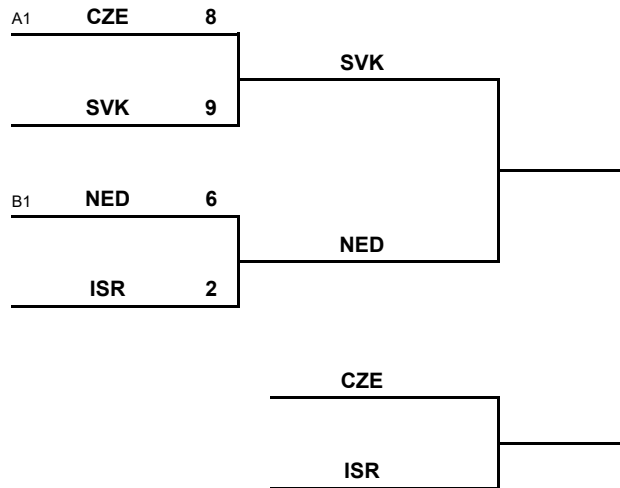 A1 CZE 8
SVK
SVK 9
B1 NED 6
NED
ISR 2
CZE
ISR